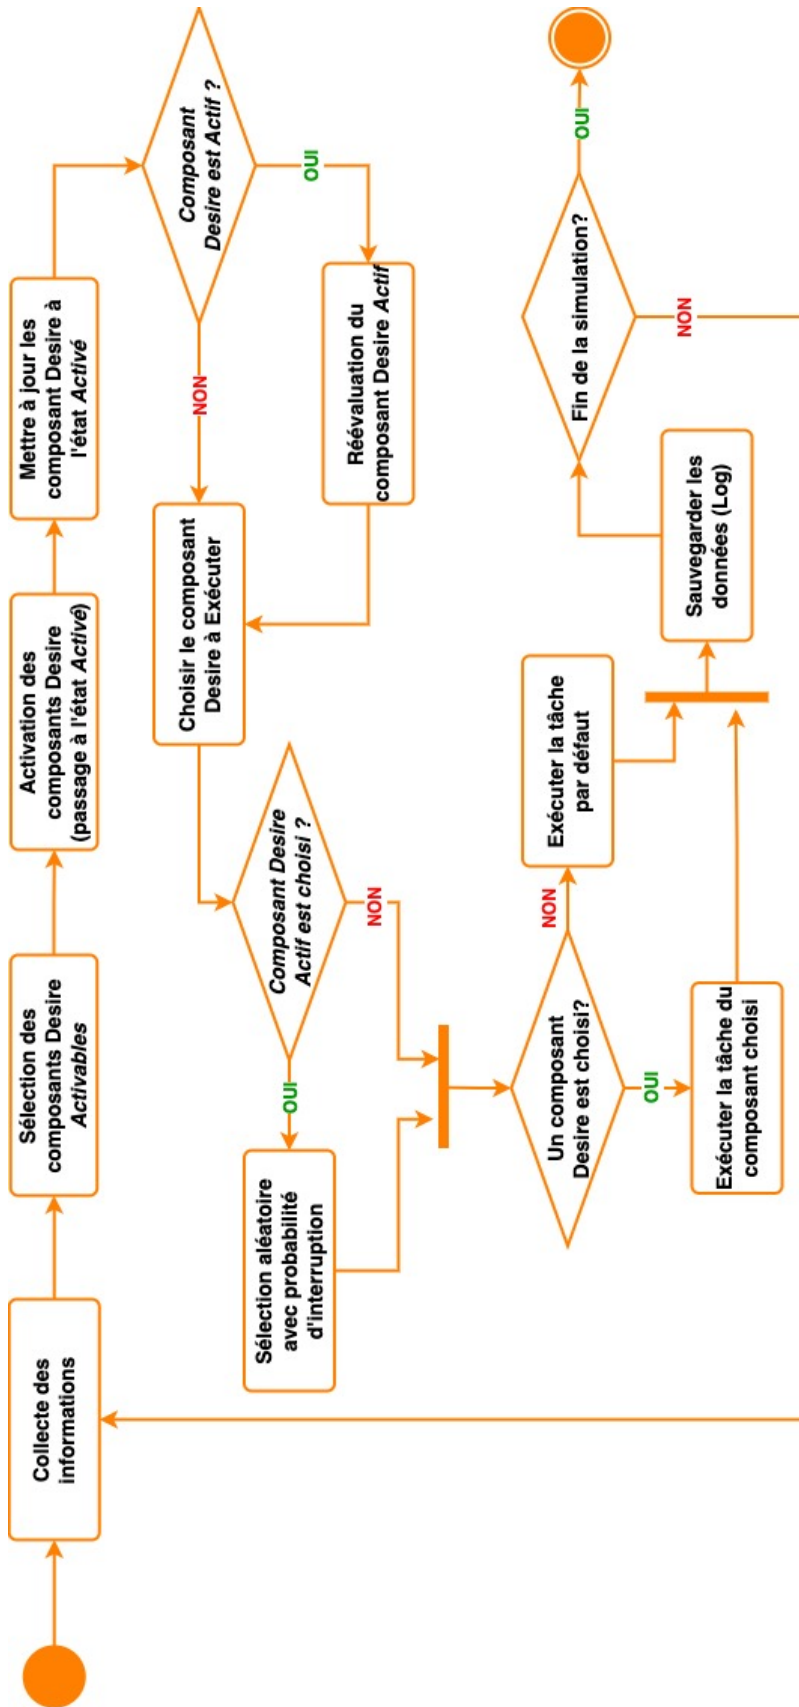 Collecte des
informations
Sélection des
composants Desire
Activables
Activation des
composants Desire
(passage à l'état Activé)
Mettre à jour les
composant Desire à
l'état Activé
Composant
Desire est Actif ?
OUI
NON
Réévaluation du
composant Desire Actif
Choisir le composant
Desire à Exécuter
Composant Desire
Actif est choisi ?
OUI
NON
Sélection aléatoire
avec probabilité
d'interruption
Un composant
Desire est choisi?
NON
OUI
Exécuter la tâche
par défaut
Exécuter la tâche du
composant choisi
Sauvegarder les
données (Log)
Fin de la simulation?
OUI
NON